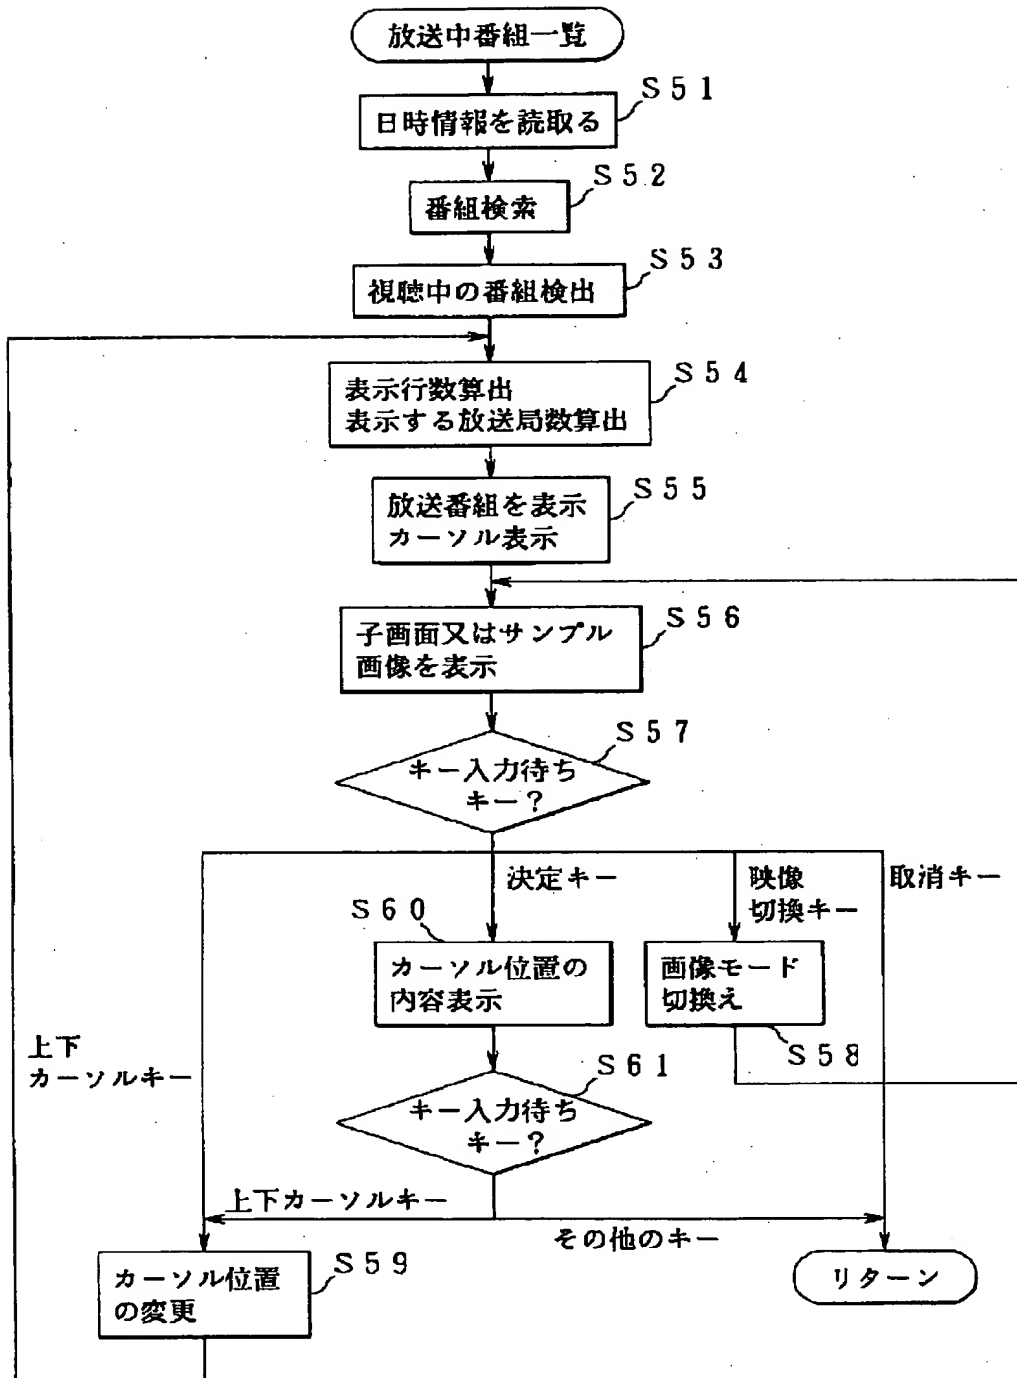 放送中番組一覧
S51
日時情報を読取る
S52
番組検索
S53
視聴中の番組検出
S54
表示行数算出
表示する放送局数算出
S55
放送番組を表示
カーソル表示
S56
子画面又はサンプル
画像を表示
S57
キー入力待ち
キー?
決定キー
映像
切換キー
取消キー
S60
カーソル位置の
内容表示
画像モード
切換え
S58
上下
カーソルキー
S61
キー入力待ち
キー?
上下カーソルキー
その他のキー
S59
カーソル位置
の変更
リターン